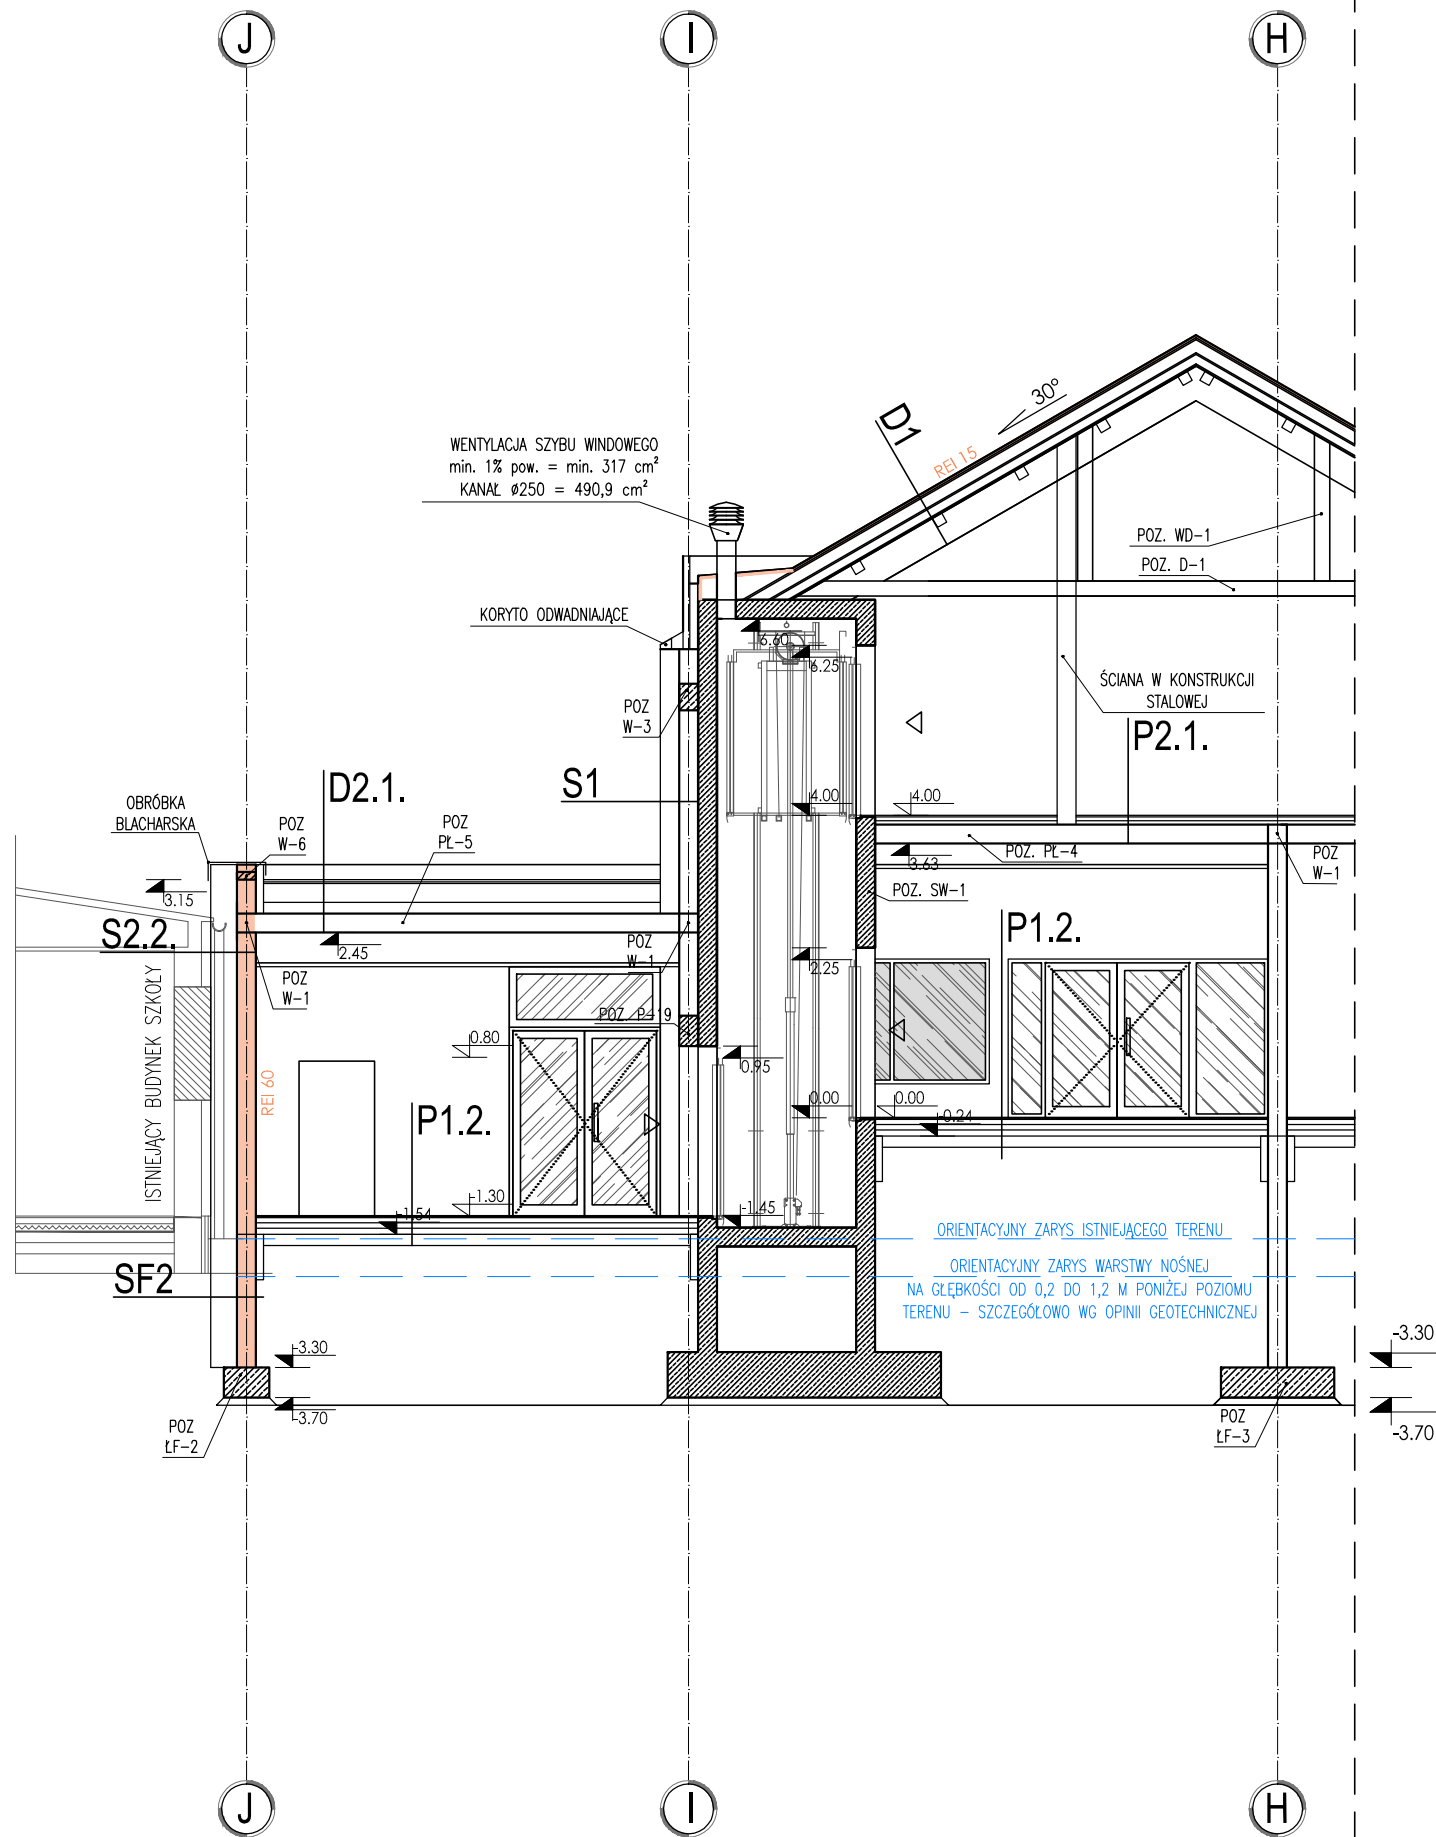 J
I
H
30°
D1
REI 15
WENTYLACJA SZYBU WINDOWEGO
min. 1% pow. = min. 317 cm²
KANAŁ ø250 = 490,9 cm²
POZ. WD-1
POZ. D-1
KORYTO ODWADNIAJĄCE
6.60
6.25
ŚCIANA W KONSTRUKCJI
STALOWEJ
POZ
W-3
P2.1.
S1
D2.1.
OBRÓBKA
BLACHARSKA
POZ
W-6
POZ
PŁ-5
4.00
4.00
POZ. PŁ-4
3.63
POZ
W-1
POZ. SW-1
3.15
S2.2.
2.45
POZ
W-1
P1.2.
2.25
POZ
W-1
ISTNIEJĄCY BUDYNEK SZKOŁY
POZ. P-19
0.80
0.95
REI 60
P1.2.
0.00
0.00
-0.24
-1.30
-1.54
-1.45
ORIENTACYJNY ZARYS ISTNIEJĄCEGO TERENU
ORIENTACYJNY ZARYS WARSTWY NOŚNEJ
NA GŁĘBKOŚCI OD 0,2 DO 1,2 M PONIŻEJ POZIOMU
TERENU – SZCZEGÓŁOWO WG OPINII GEOTECHNICZNEJ
SF2
-3.30
-3.30
-3.70
-3.70
POZ
ŁF-2
POZ
ŁF-3
J
I
H